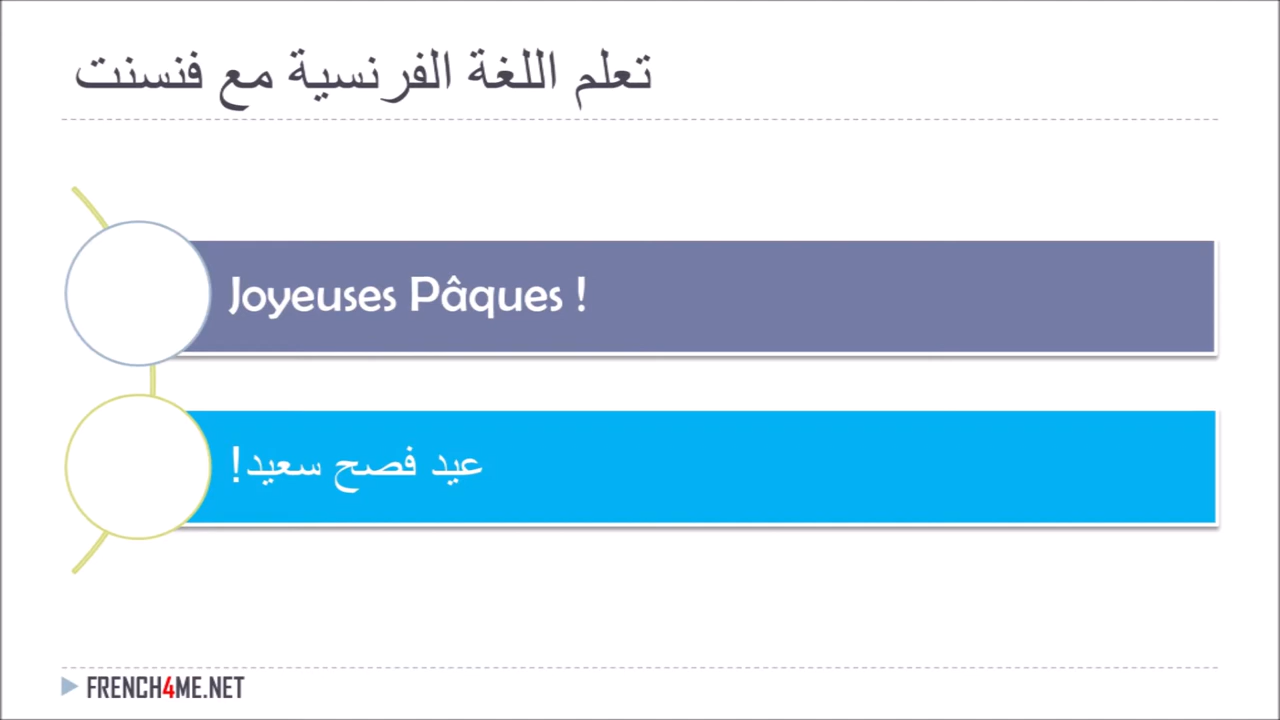 تعلم اللغة الفرنسية مع فنسنت
Joyeuses Pâques !
عيد فصح سعيد!
FRENCH4ME.NET